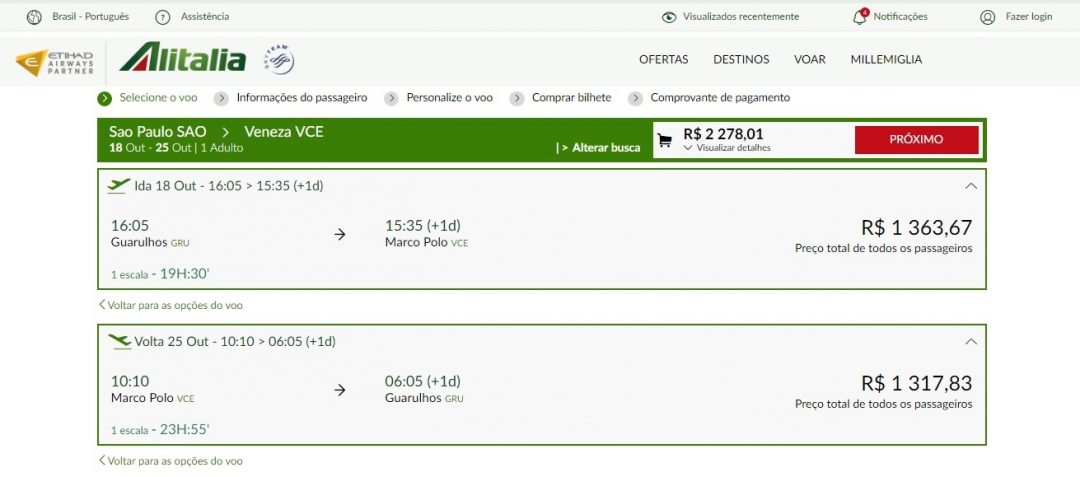 Brasil - Português
? Assistência
Visualizados recentemente
4 Notificações
Fazer login
ETIHAD
AIRWAYS
PARTNER
Alitalia
SKYTEAM
OFERTAS
DESTINOS
VOAR
MILLEMIGLIA
Selecione o voo
Informações do passageiro
Personalize o voo
Comprar bilhete
Comprovante de pagamento
Sao Paulo SAO > Veneza VCE
18 Out - 25 Out | 1 Adulto
| > Alterar busca
R$ 2 278,01
Visualizar detalhes
PRÓXIMO
Ida 18 Out - 16:05 > 15:35 (+1d)
16:05
Guarulhos GRU
15:35 (+1d)
Marco Polo VCE
R$ 1 363,67
Preço total de todos os passageiros
1 escala - 19H:30'
Voltar para as opções do voo
Volta 25 Out - 10:10 > 06:05 (+1d)
10:10
Marco Polo VCE
06:05 (+1d)
Guarulhos GRU
R$ 1 317,83
Preço total de todos os passageiros
1 escala - 23H:55'
Voltar para as opções do voo